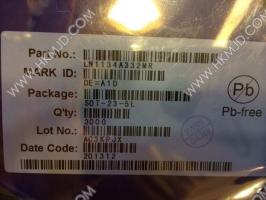 WWW.HKMJD.COM
Part No.:
LN1134A332MR
MARK ID:
DE=A1D
Package:
SOT-23-5L
Q'ty:
3000
Lot No.:
Date Code:
201312
Pb
Pb-free